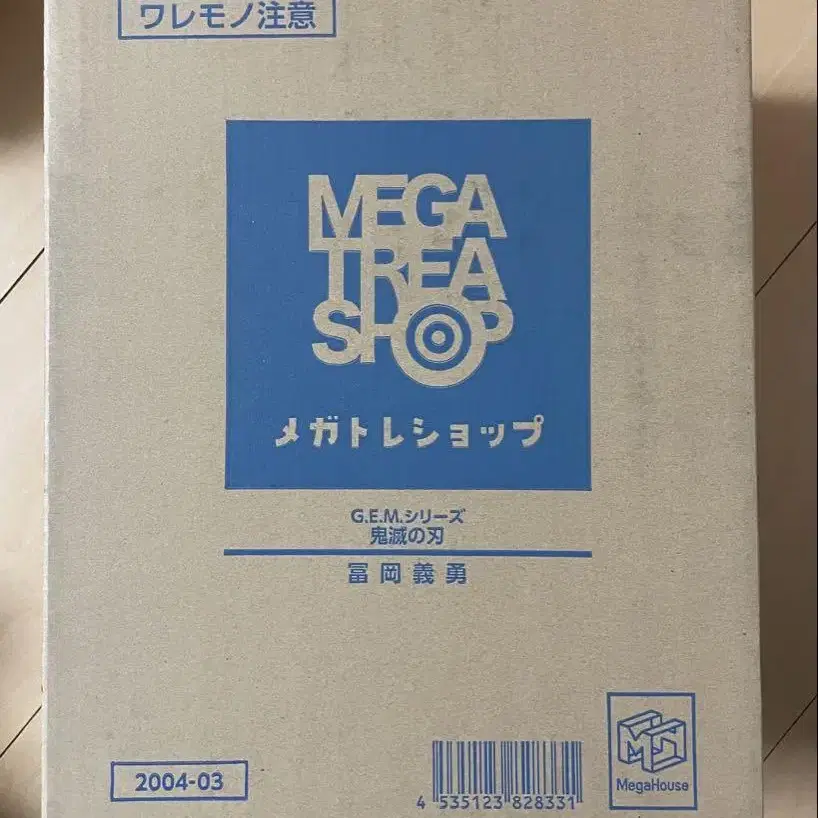 ワレモノ注意
MEGA
TREA
SHOP
メガトレショップ
G.E.M.シリーズ
鬼滅の刃
冨岡義勇
2004-03
4 535123 828331
MegaHouse